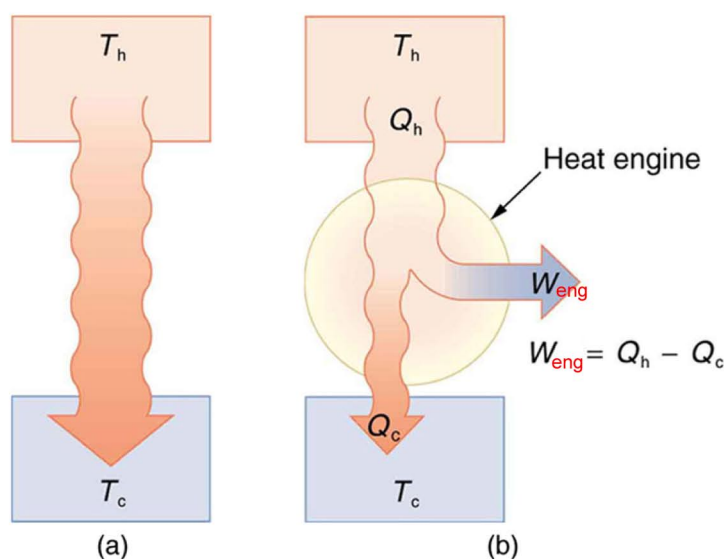 Th
Th
Qh
Heat engine
Weng
Weng = Qh − Qc
Qc
Tc
Tc
(a)
(b)